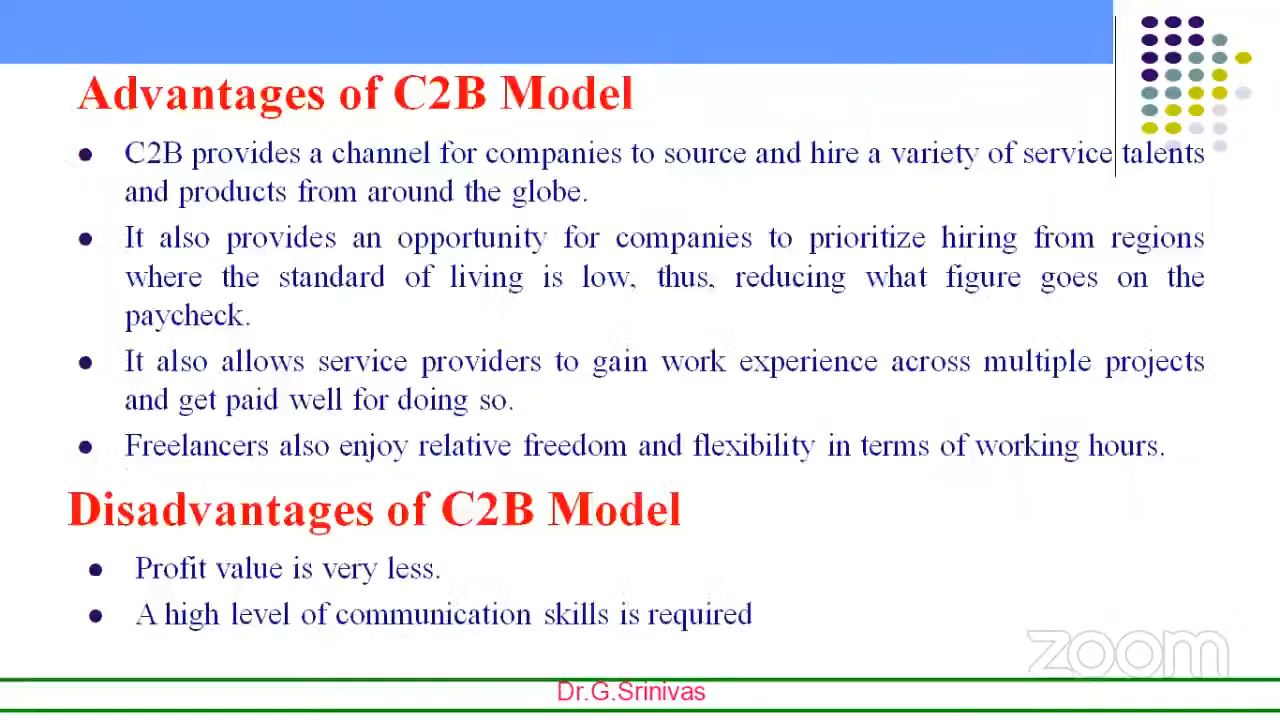 Advantages of C2B Model
● C2B provides a channel for companies to source and hire a variety of service talents
and products from around the globe.
● It also provides an opportunity for companies to prioritize hiring from regions
where the standard of living is low, thus, reducing what figure goes on the
paycheck.
● It also allows service providers to gain work experience across multiple projects
and get paid well for doing so.
● Freelancers also enjoy relative freedom and flexibility in terms of working hours.
Disadvantages of C2B Model
● Profit value is very less.
● A high level of communication skills is required
zoom
Dr.G.Srinivas